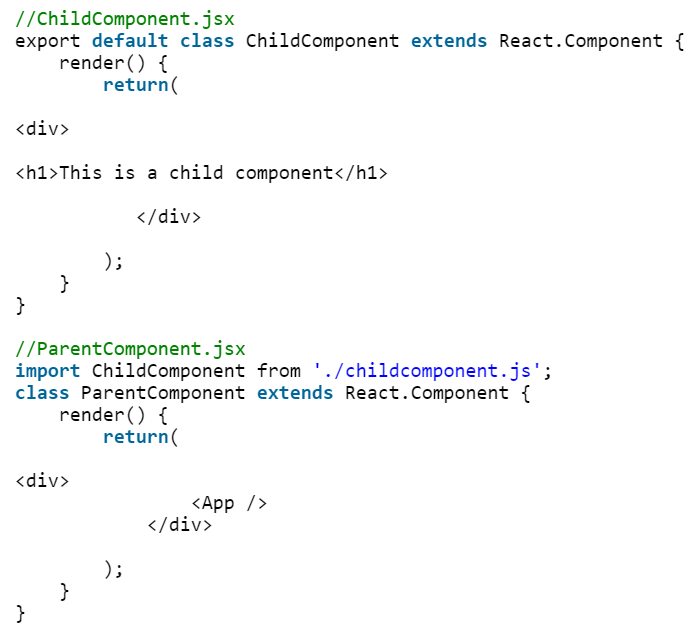 //ChildComponent.jsx
export default class ChildComponent extends React.Component {
    render() {
        return(
<div>
<h1>This is a child component</h1>
           </div>
        );
    }
}
//ParentComponent.jsx
import ChildComponent from './childcomponent.js';
class ParentComponent extends React.Component {
    render() {
        return(
<div>
                <App />
            </div>
        );
    }
}